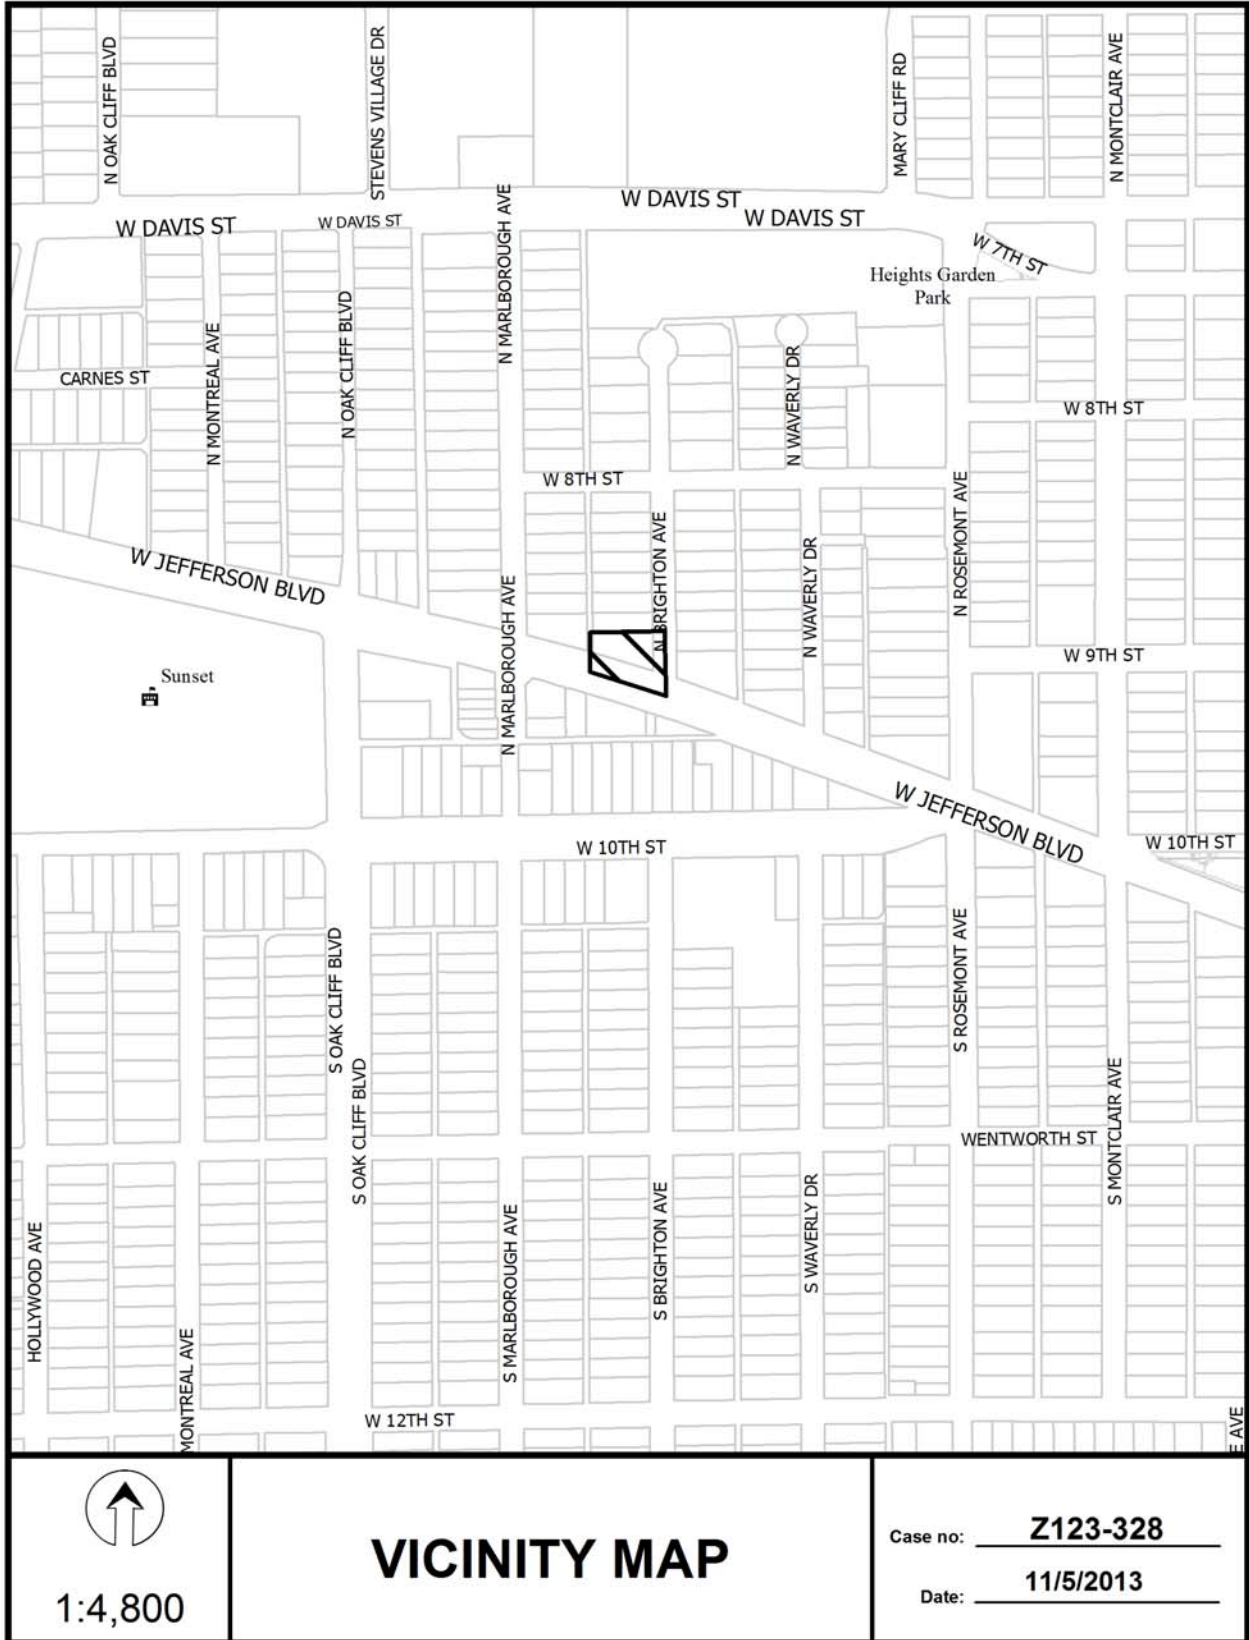 N OAK CLIFF BLVD
STEVENS VILLAGE DR
MARY CLIFF RD
N MONTCLAIR AVE
W DAVIS ST
W DAVIS ST
W DAVIS ST
W DAVIS ST
N MARLBOROUGH AVE
W 7TH ST
Heights Garden
Park
N MONTREAL AVE
N OAK CLIFF BLVD
CARNES ST
N WAVERLY DR
W 8TH ST
W 8TH ST
N ROSEMONT AVE
N BRIGHTON AVE
N WAVERLY DR
W JEFFERSON BLVD
N MARLBOROUGH AVE
W 9TH ST
Sunset
W JEFFERSON BLVD
W 10TH ST
W 10TH ST
S OAK CLIFF BLVD
S ROSEMONT AVE
S OAK CLIFF BLVD
S MONTCLAIR AVE
WENTWORTH ST
HOLLYWOOD AVE
S MARLBOROUGH AVE
S BRIGHTON AVE
S WAVERLY DR
MONTREAL AVE
W 12TH ST
E AVE
1:4,800
VICINITY MAP
Case no: Z123-328
Date: 11/5/2013